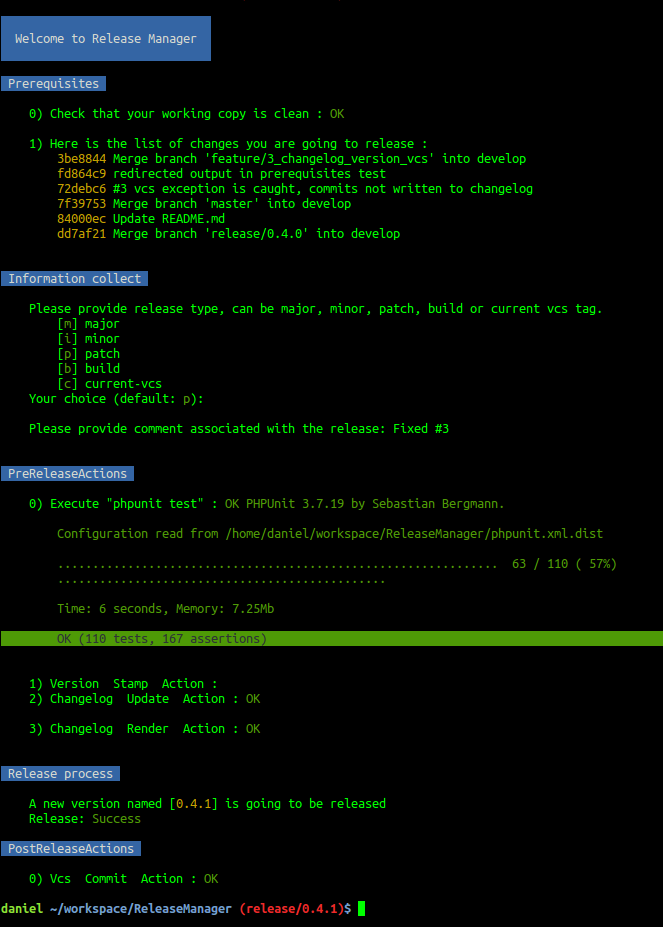 Welcome to Release Manager
Prerequisites
0) Check that your working copy is clean : OK
1) Here is the list of changes you are going to release :
3be8844 Merge branch 'feature/3_changelog_version_vcs' into develop
fd864c9 redirected output in prerequisites test
72debc6 #3 vcs exception is caught, commits not written to changelog
7f39753 Merge branch 'master' into develop
84000ec Update README.md
dd7af21 Merge branch 'release/0.4.0' into develop
Information collect
Please provide release type, can be major, minor, patch, build or current vcs tag.
[m] major
[i] minor
[p] patch
[b] build
[c] current-vcs
Your choice (default: p):
Please provide comment associated with the release: Fixed #3
PreReleaseActions
0) Execute "phpunit test" : OK PHPUnit 3.7.19 by Sebastian Bergmann.
Configuration read from /home/daniel/workspace/ReleaseManager/phpunit.xml.dist
...............................................................  63 / 110 ( 57%)
...............................................
Time: 6 seconds, Memory: 7.25Mb
OK (110 tests, 167 assertions)
1) Version  Stamp  Action :
2) Changelog  Update  Action : OK
3) Changelog  Render  Action : OK
Release process
A new version named [0.4.1] is going to be released
Release: Success
PostReleaseActions
0) Vcs  Commit  Action : OK
daniel ~/workspace/ReleaseManager (release/0.4.1)$